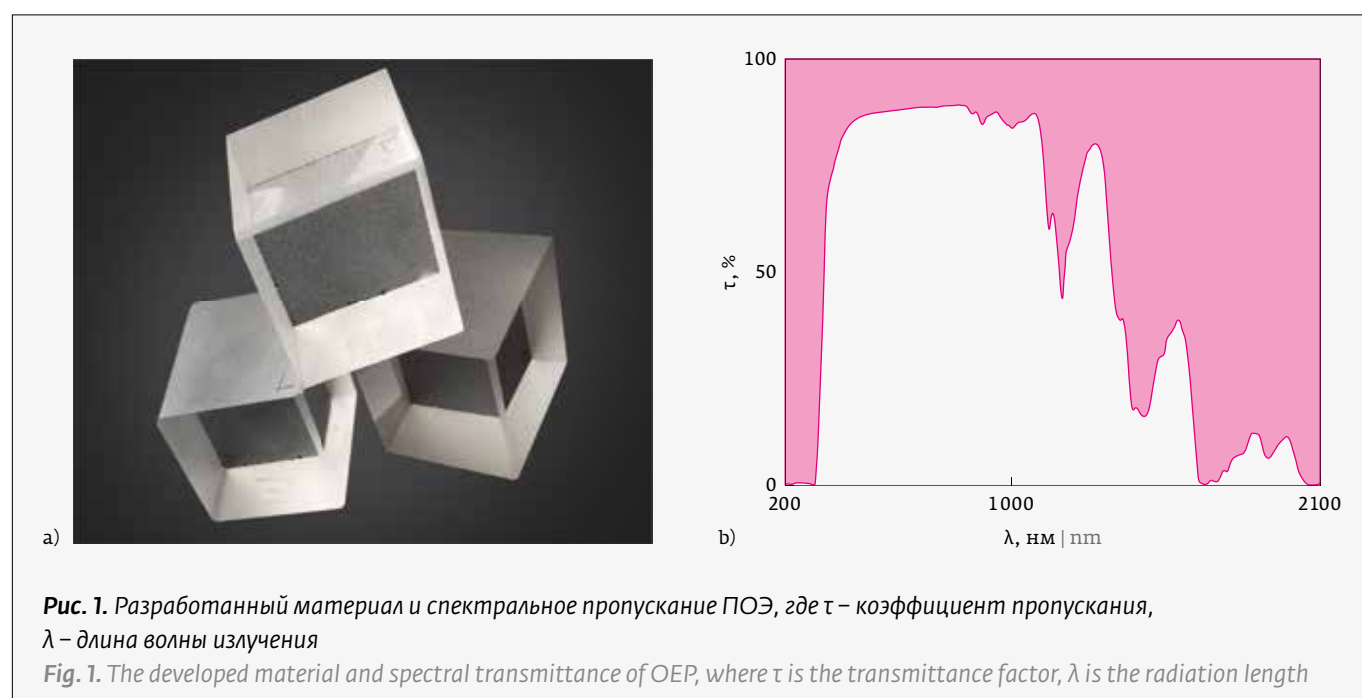 a)
100
50
0
τ, %
200
1000
2100
b)
λ, нм | nm
Рис. 1. Разработанный материал и спектральное пропускание ПОЭ, где τ – коэффициент пропускания,
λ – длина волны излучения
Fig. 1. The developed material and spectral transmittance of OEP, where τ is the transmittance factor, λ is the radiation length